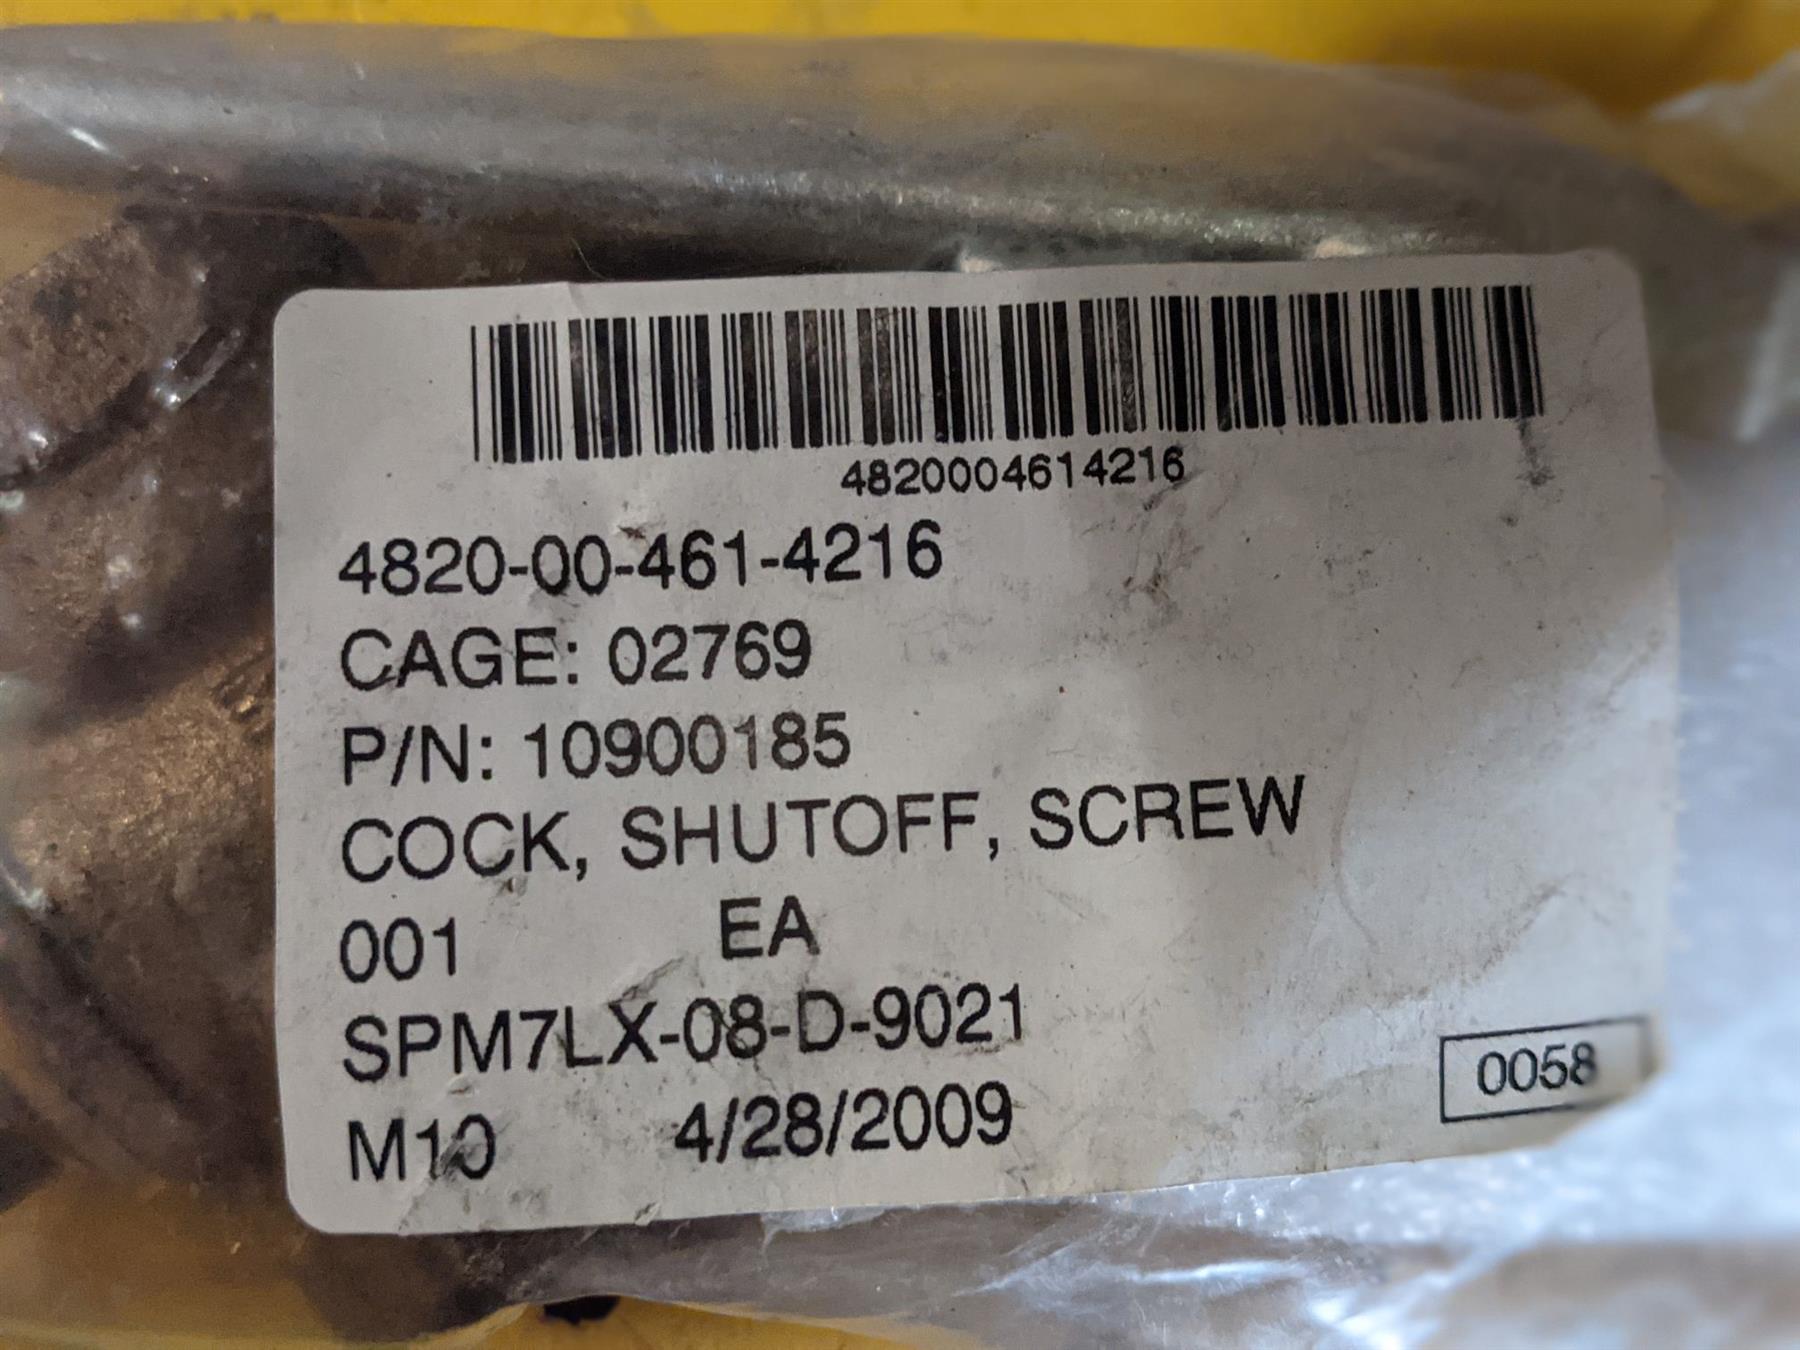 4820004614216
4820-00-461-4216
CAGE: 02769
P/N: 10900185
COCK, SHUTOFF, SCREW
001 EA
SPM7LX-08-D-9021
M10 4/28/2009
0058